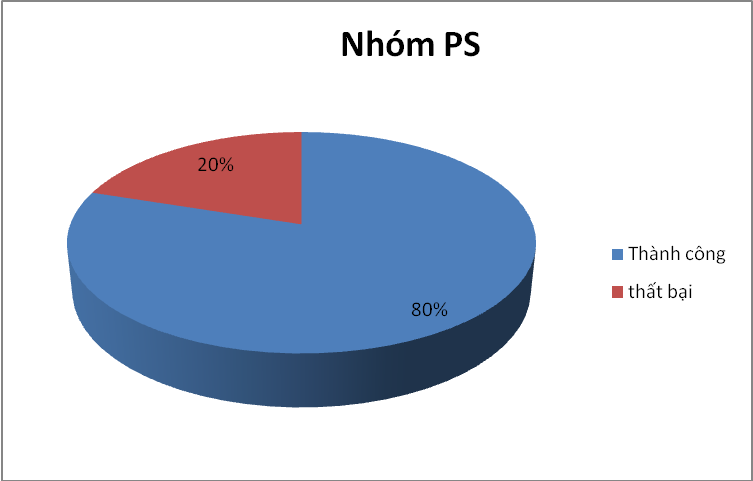 Nhóm PS
20%
80%
Thành công
thất bại